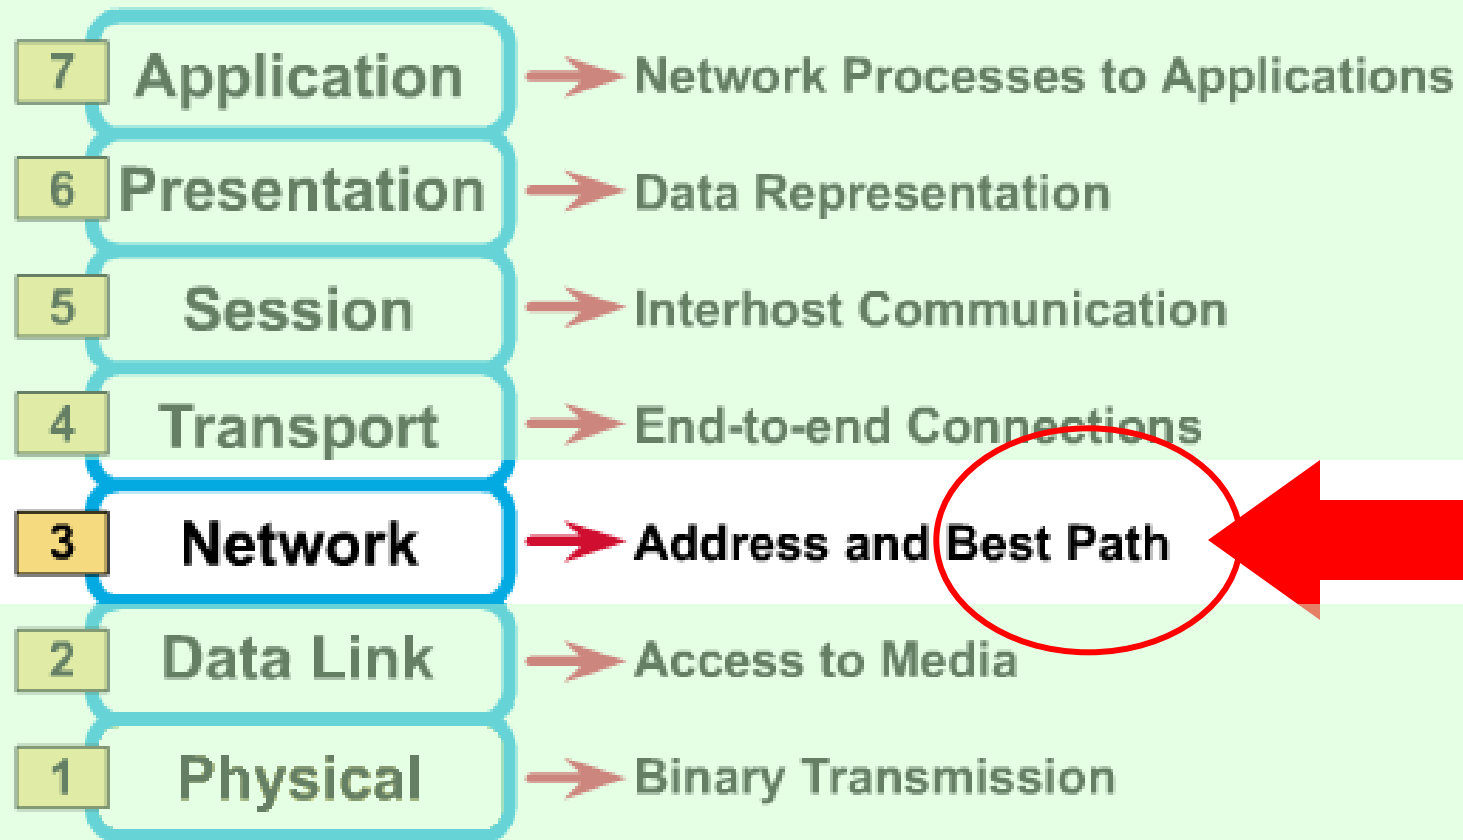 7 Application Network Processes to Applications
6 Presentation Data Representation
5 Session Interhost Communication
4 Transport End-to-end Connections
3 Network Address and Best Path
2 Data Link Access to Media
1 Physical Binary Transmission